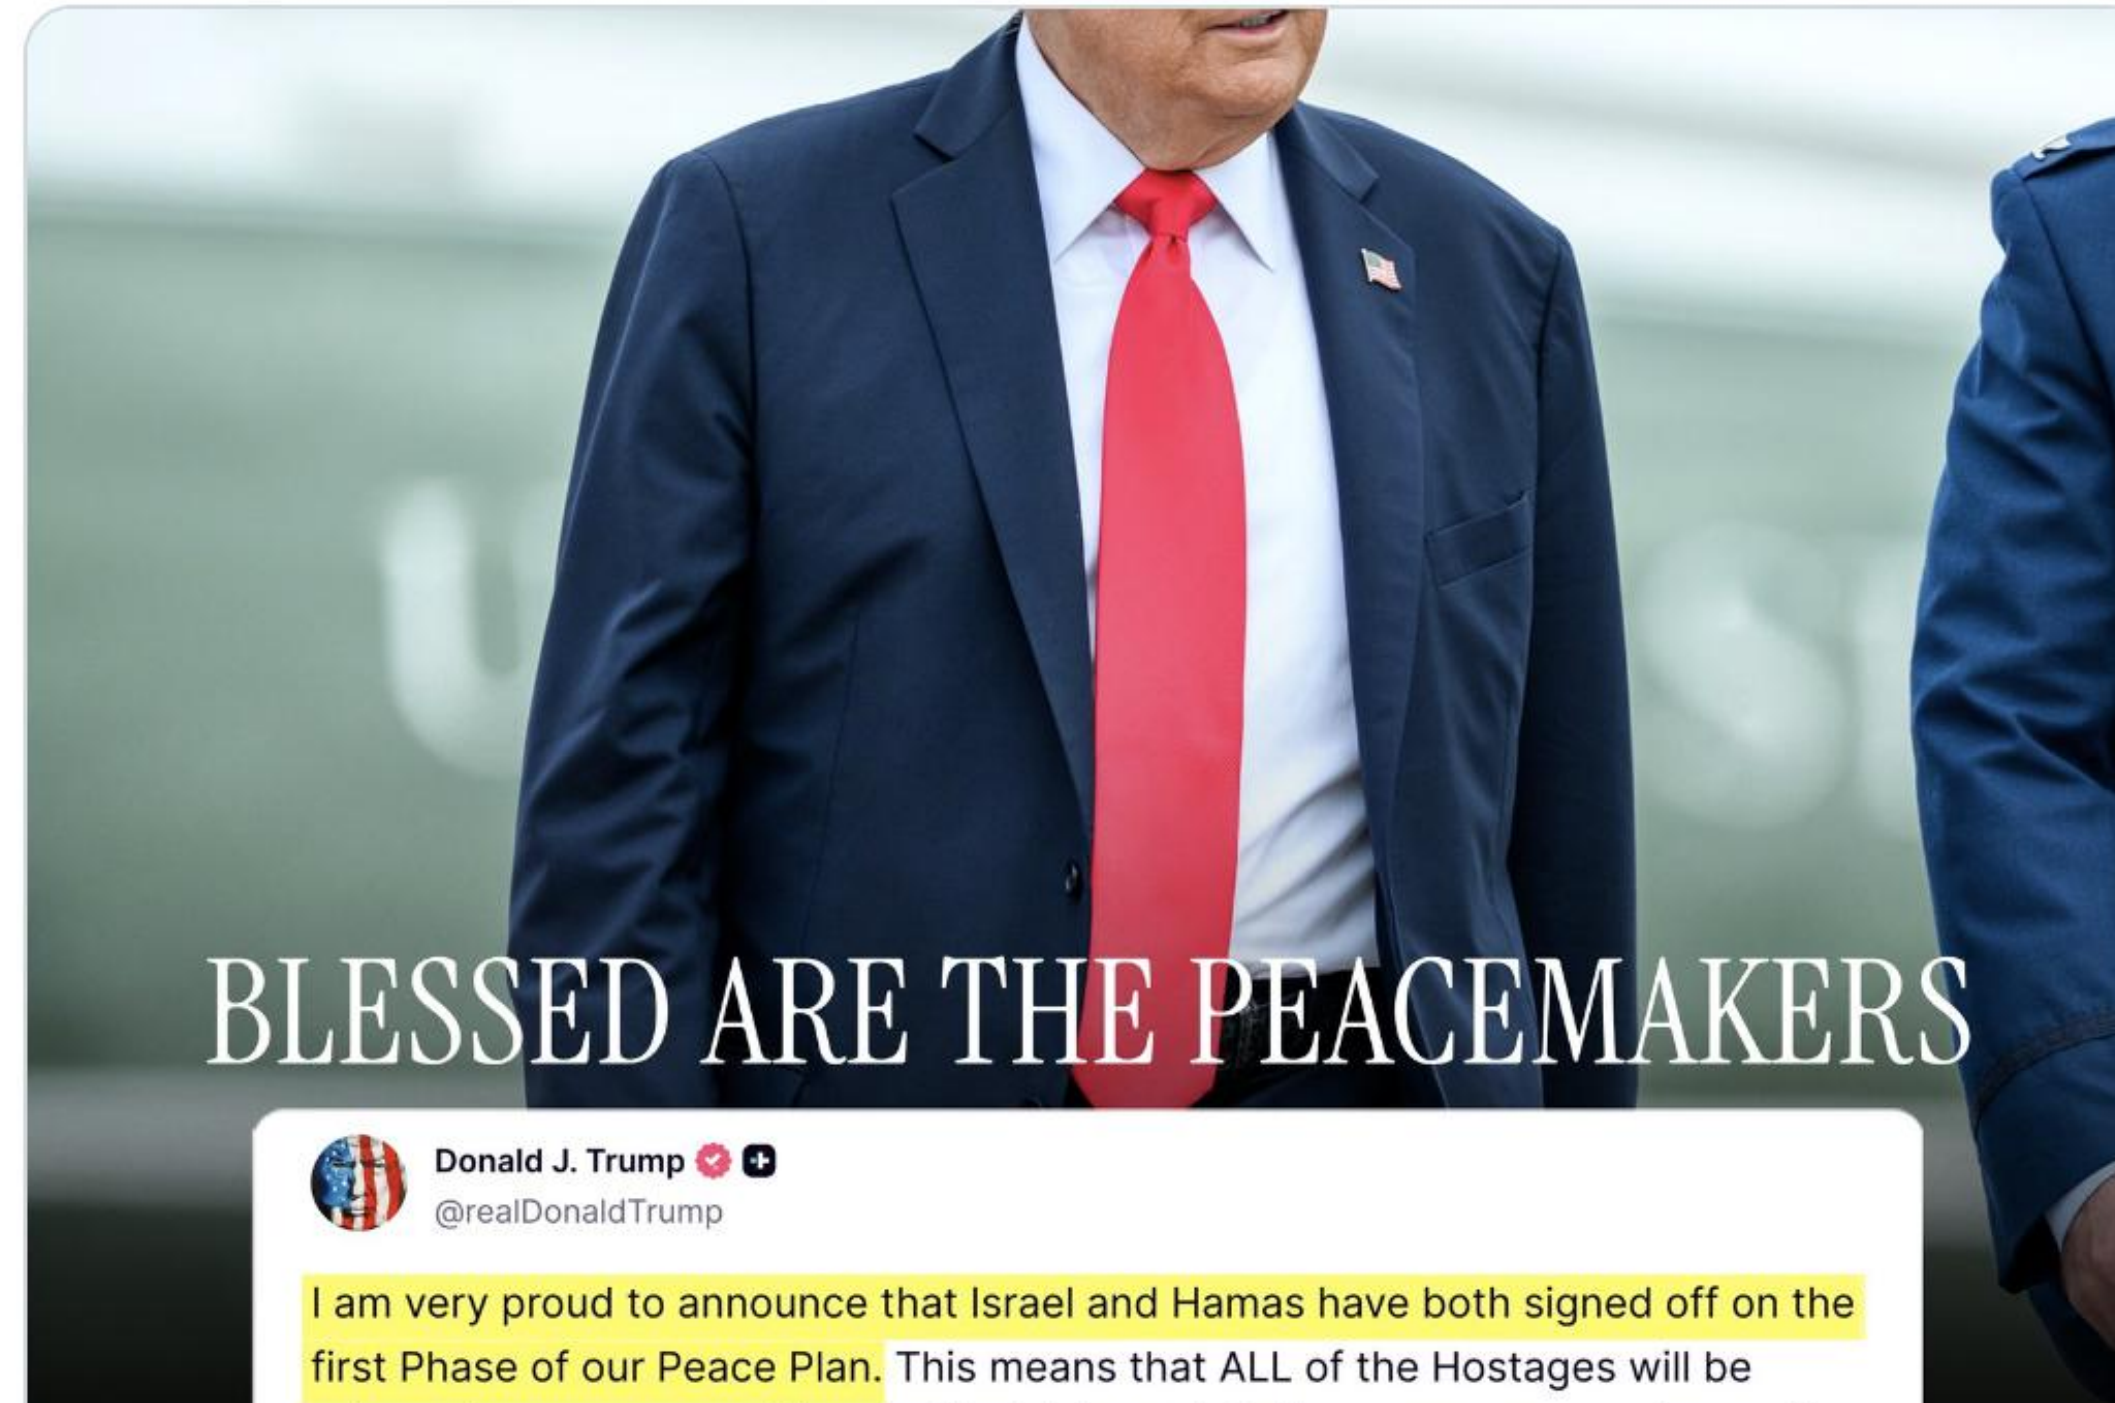 BLESSED ARE THE PEACEMAKERS
Donald J. Trump
@realDonaldTrump
I am very proud to announce that Israel and Hamas have both signed off on the
first Phase of our Peace Plan. This means that ALL of the Hostages will be